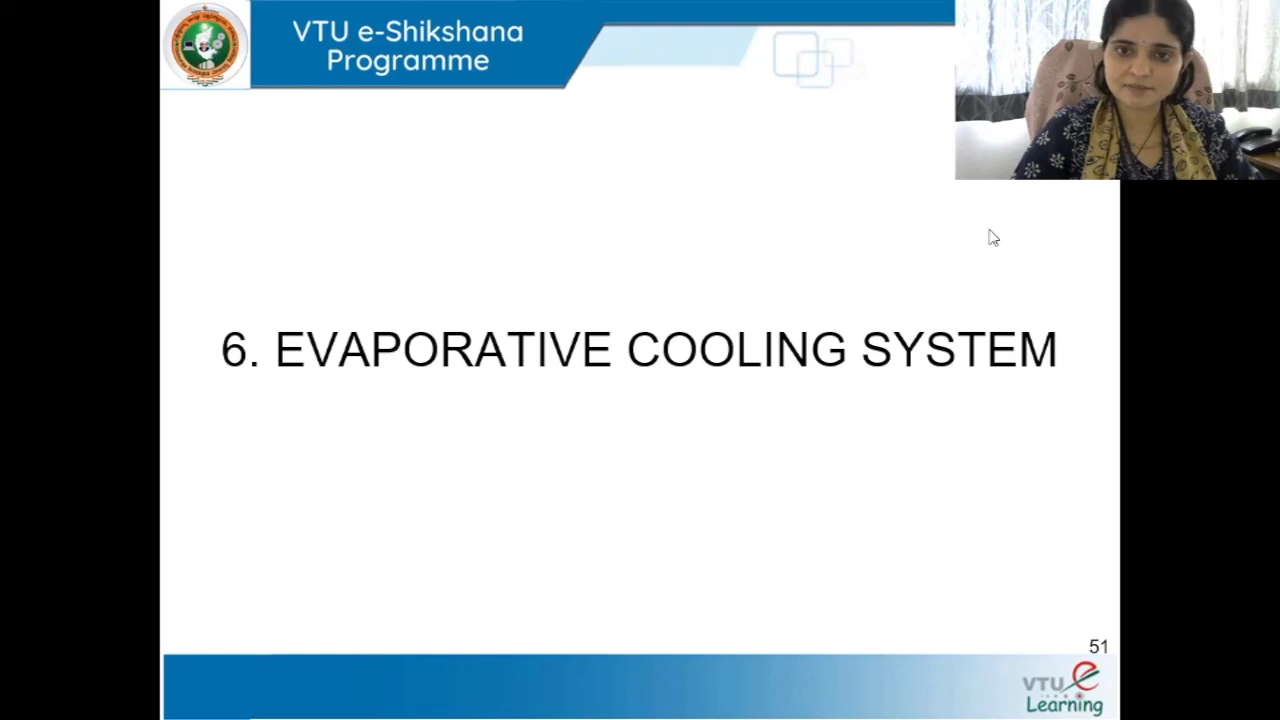 VTU e-Shikshana
Programme
6. EVAPORATIVE COOLING SYSTEM
51
VTU e
Learning